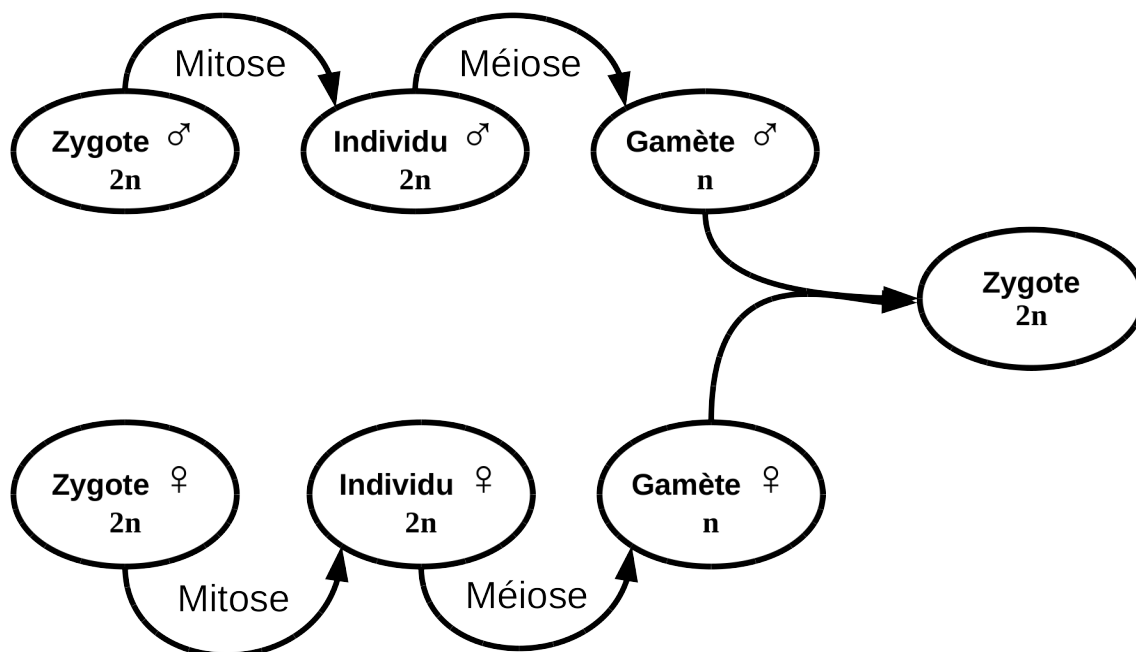 Mitose
Méiose
Zygote ♂
2n
Individu ♂
2n
Gamète ♂
n
Zygote
2n
Zygote ♀
2n
Individu ♀
2n
Gamète ♀
n
Mitose
Méiose